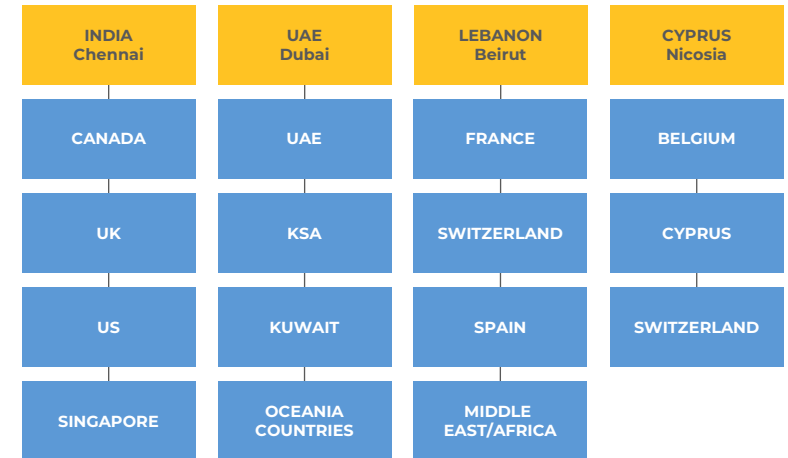 INDIA
Chennai
CANADA
UK
US
SINGAPORE
UAE
Dubai
UAE
KSA
KUWAIT
OCEANIA
COUNTRIES
LEBANON
Beirut
FRANCE
SWITZERLAND
SPAIN
MIDDLE
EAST/AFRICA
CYPRUS
Nicosia
BELGIUM
CYPRUS
SWITZERLAND